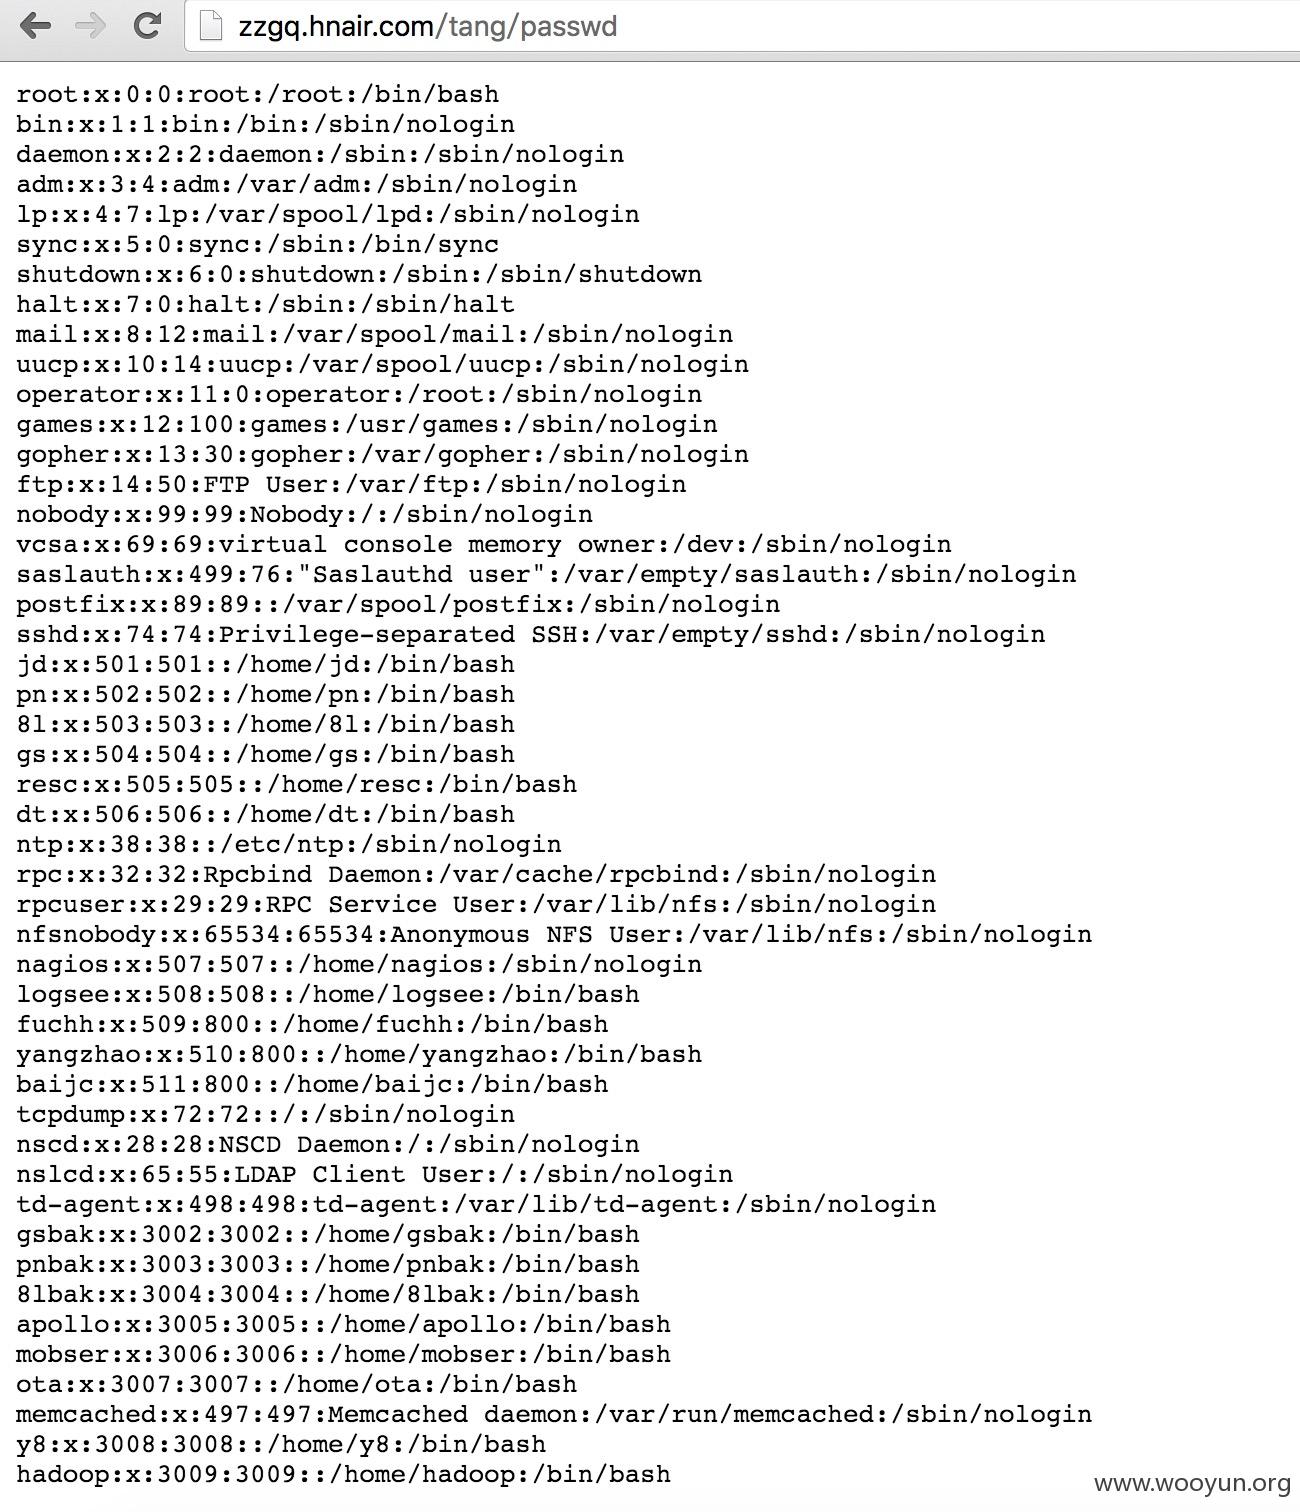 zzgq.hnair.com/tang/passwd
root:x:0:0:root:/root:/bin/bash
bin:x:1:1:bin:/bin:/sbin/nologin
daemon:x:2:2:daemon:/sbin:/sbin/nologin
adm:x:3:4:adm:/var/adm:/sbin/nologin
lp:x:4:7:lp:/var/spool/lpd:/sbin/nologin
sync:x:5:0:sync:/sbin:/bin/sync
shutdown:x:6:0:shutdown:/sbin:/sbin/shutdown
halt:x:7:0:halt:/sbin:/sbin/halt
mail:x:8:12:mail:/var/spool/mail:/sbin/nologin
uucp:x:10:14:uucp:/var/spool/uucp:/sbin/nologin
operator:x:11:0:operator:/root:/sbin/nologin
games:x:12:100:games:/usr/games:/sbin/nologin
gopher:x:13:30:gopher:/var/gopher:/sbin/nologin
ftp:x:14:50:FTP User:/var/ftp:/sbin/nologin
nobody:x:99:99:Nobody:/:/sbin/nologin
vcsa:x:69:69:virtual console memory owner:/dev:/sbin/nologin
saslauth:x:499:76:"Saslauthd user":/var/empty/saslauth:/sbin/nologin
postfix:x:89:89::/var/spool/postfix:/sbin/nologin
sshd:x:74:74:Privilege-separated SSH:/var/empty/sshd:/sbin/nologin
jd:x:501:501::/home/jd:/bin/bash
pn:x:502:502::/home/pn:/bin/bash
8l:x:503:503::/home/8l:/bin/bash
gs:x:504:504::/home/gs:/bin/bash
resc:x:505:505::/home/resc:/bin/bash
dt:x:506:506::/home/dt:/bin/bash
ntp:x:38:38::/etc/ntp:/sbin/nologin
rpc:x:32:32:Rpcbind Daemon:/var/cache/rpcbind:/sbin/nologin
rpcuser:x:29:29:RPC Service User:/var/lib/nfs:/sbin/nologin
nfsnobody:x:65534:65534:Anonymous NFS User:/var/lib/nfs:/sbin/nologin
nagios:x:507:507::/home/nagios:/sbin/nologin
logsee:x:508:508::/home/logsee:/bin/bash
fuchh:x:509:800::/home/fuchh:/bin/bash
yangzhao:x:510:800::/home/yangzhao:/bin/bash
baijc:x:511:800::/home/baijc:/bin/bash
tcpdump:x:72:72::/:/sbin/nologin
nscd:x:28:28:NSCD Daemon:/:/sbin/nologin
nslcd:x:65:55:LDAP Client User:/:/sbin/nologin
td-agent:x:498:498:td-agent:/var/lib/td-agent:/sbin/nologin
gsbak:x:3002:3002::/home/gsbak:/bin/bash
pnbak:x:3003:3003::/home/pnbak:/bin/bash
8lbak:x:3004:3004::/home/8lbak:/bin/bash
apollo:x:3005:3005::/home/apollo:/bin/bash
mobser:x:3006:3006::/home/mobser:/bin/bash
ota:x:3007:3007::/home/ota:/bin/bash
memcached:x:497:497:Memcached daemon:/var/run/memcached:/sbin/nologin
y8:x:3008:3008::/home/y8:/bin/bash
hadoop:x:3009:3009::/home/hadoop:/bin/bash
www.wooyun.org